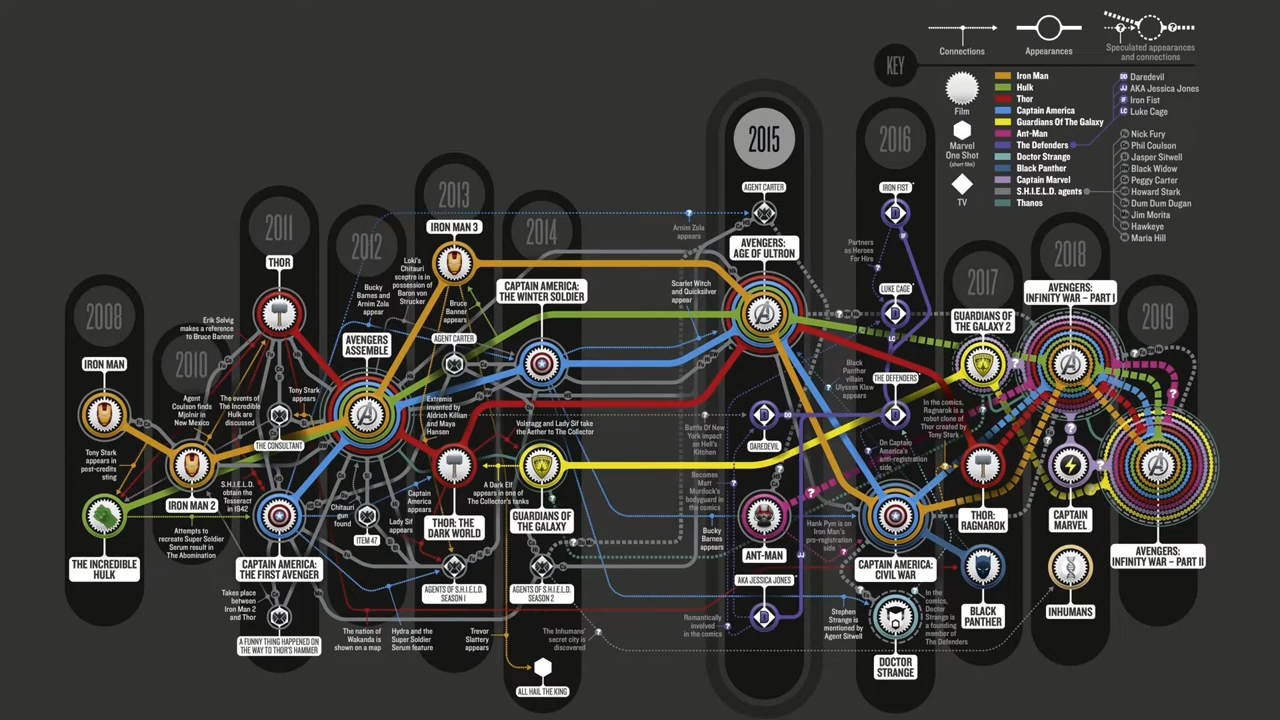 Connections
Appearances
Speculated appearances
and connections
KEY
Film
Marvel
One Shot
(short film)
TV
Iron Man
Hulk
Thor
Captain America
Guardians Of The Galaxy
Ant-Man
The Defenders
Doctor Strange
Black Panther
Captain Marvel
S.H.I.E.L.D. agents
Thanos
DD Daredevil
JJ AKA Jessica Jones
IF Iron Fist
LC Luke Cage
Nick Fury
Phil Coulson
Jasper Sitwell
Black Widow
Peggy Carter
Howard Stark
Dum Dum Dugan
Jim Morita
Hawkeye
Maria Hill
2008
IRON MAN
Tony Stark
appears in
post-credits
sting
THE INCREDIBLE
HULK
2010
Agent
Coulson finds
Mjolnir in
New Mexico
IRON MAN 2
Attempts to
recreate Super Soldier
Serum result in
The Abomination
2011
THOR
Erik Selvig
makes a reference
to Bruce Banner
The events of
The Incredible
Hulk are
discussed
Tony Stark
appears
THE CONSULTANT
S.H.I.E.L.D.
obtain the
Tesseract
in 1942
CAPTAIN AMERICA:
THE FIRST AVENGER
Takes place
between
Iron Man 2
and Thor
A FUNNY THING HAPPENED ON
THE WAY TO THOR'S HAMMER
2012
Bucky
Barnes and
Arnim Zola
appear
AVENGERS
ASSEMBLE
Chitauri
gun
found
ITEM 47
Lady Sif
appears
The nation of
Wakanda is
shown on a map
Hydra and the
Super Soldier
Serum feature
2013
IRON MAN 3
Loki's
Chitauri
sceptre is in
possession of
Baron von
Strucker
Bruce
Banner
appears
AGENT CARTER
Extremis
invented by
Aldrich Killian
and Maya
Hansen
Captain
America
appears
THOR: THE
DARK WORLD
AGENTS OF S.H.I.E.L.D.
SEASON 1
Trevor
Slattery
appears
2014
CAPTAIN AMERICA:
THE WINTER SOLDIER
Volstagg and Lady Sif take
the Aether to The Collector
A Dark Elf
appears in one of
The Collector's tanks
GUARDIANS OF
THE GALAXY
AGENTS OF S.H.I.E.L.D.
SEASON 2
The Inhumans'
secret city is
discovered
ALL HAIL THE KING
2015
AGENT CARTER
Arnim Zola
appears
AVENGERS:
AGE OF ULTRON
Scarlet Witch
and Quicksilver
appear
Battle Of New
York impact
on Hell's
Kitchen
DD
DAREDEVIL
Becomes
Matt
Murdock's
bodyguard in
the comics
Bucky
Barnes
appears
ANT-MAN
JJ
AKA JESSICA JONES
Romantically
involved
in the comics
2016
IRON FIST
Partners
as Heroes
For Hire
IF
LUKE CAGE
LC
Black
Panther
villain
Ulysses Klaw
appears
THE DEFENDERS
On Captain
America's
anti-registration
side
Hank Pym is on
Iron Man's
pro-registration
side
CAPTAIN AMERICA:
CIVIL WAR
Stephen
Strange is
mentioned by
Agent Sitwell
In the
comics,
Doctor
Strange is
a founding
member of
The Defenders
DOCTOR
STRANGE
2017
GUARDIANS OF
THE GALAXY 2
In the comics,
Ragnarok is a
robot clone of
Thor created by
Tony Stark
THOR:
RAGNAROK
BLACK
PANTHER
2018
AVENGERS:
INFINITY WAR – PART I
CAPTAIN
MARVEL
INHUMANS
2019
AVENGERS:
INFINITY WAR – PART II